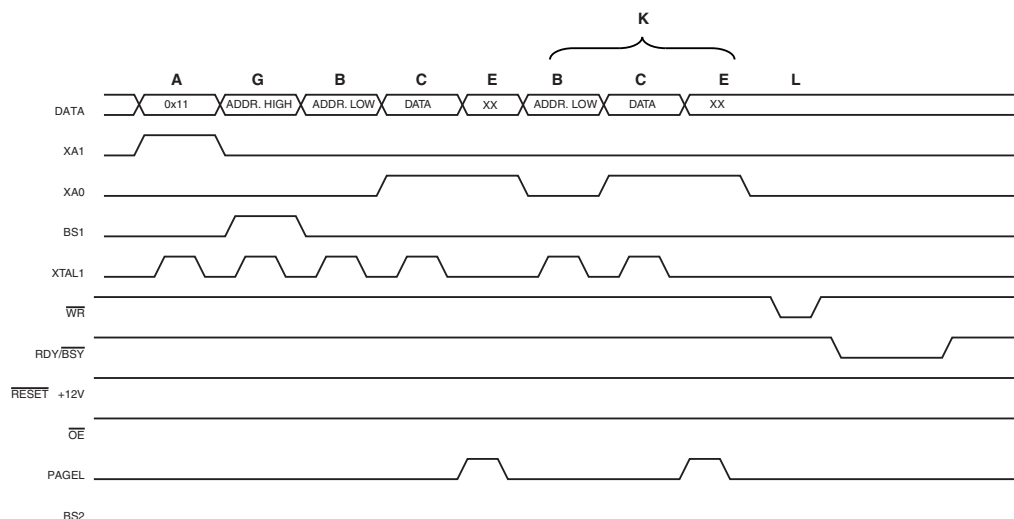 K
A G B C E B C E L
DATA 0x11 ADDR. HIGH ADDR. LOW DATA XX ADDR. LOW DATA XX
XA1
XA0
BS1
XTAL1
WR
RDY/BSY
RESET +12V
OE
PAGEL
BS2